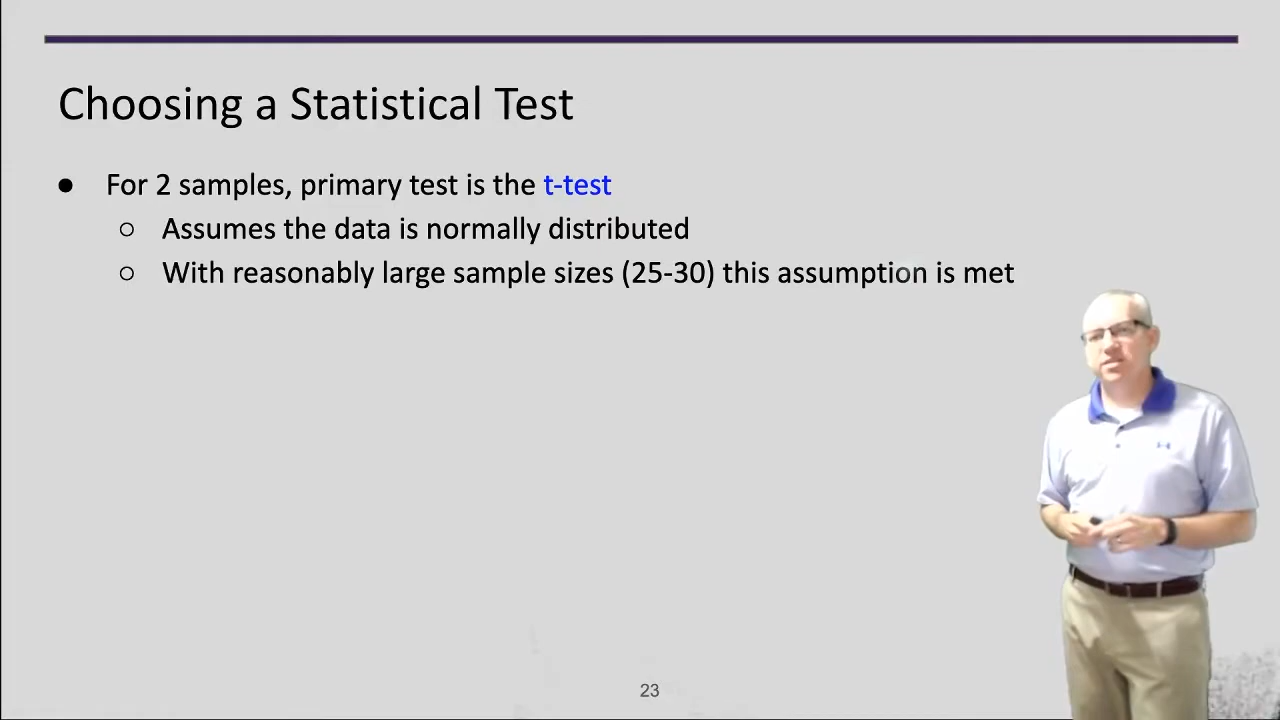 Choosing a Statistical Test
● For 2 samples, primary test is the t-test
○ Assumes the data is normally distributed
○ With reasonably large sample sizes (25-30) this assumption is met
23